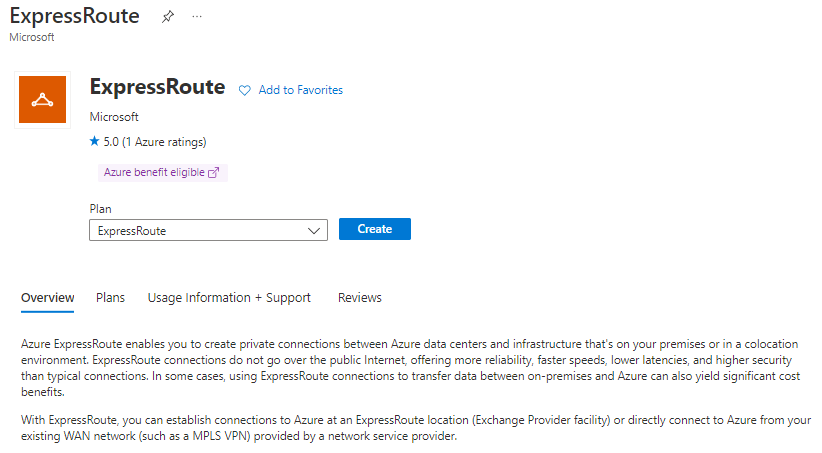 ExpressRoute
...
Microsoft
ExpressRoute
Add to Favorites
Microsoft
5.0 (1 Azure ratings)
Azure benefit eligible
Plan
ExpressRoute
Create
Overview Plans Usage Information + Support Reviews
Azure ExpressRoute enables you to create private connections between Azure data centers and infrastructure that's on your premises or in a colocation
environment. ExpressRoute connections do not go over the public Internet, offering more reliability, faster speeds, lower latencies, and higher security
than typical connections. In some cases, using ExpressRoute connections to transfer data between on-premises and Azure can also yield significant cost
benefits.
With ExpressRoute, you can establish connections to Azure at an ExpressRoute location (Exchange Provider facility) or directly connect to Azure from your
existing WAN network (such as a MPLS VPN) provided by a network service provider.